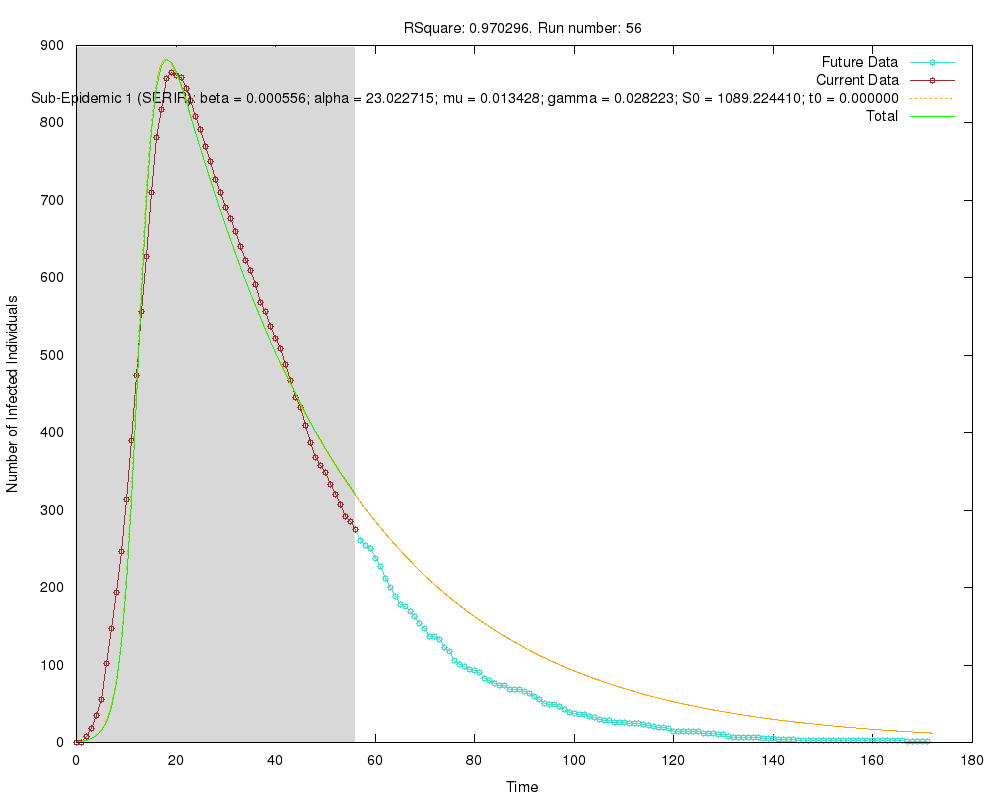 RSquare: 0.970296. Run number: 56
900
800
700
600
500
400
300
200
100
0
Number of Infected Individuals
Future Data
Current Data
Sub-Epidemic 1 (SEIRIR); beta = 0.000556; alpha = 23.022715; mu = 0.013428; gamma = 0.028223; S0 = 1089.224410; t0 = 0.000000
Total
0 20 40 60 80 100 120 140 160 180
Time